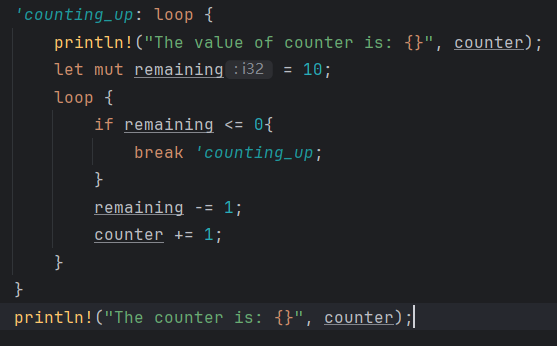 'counting_up: loop {
    println!("The value of counter is: {}", counter);
    let mut remaining : i32 = 10;
    loop {
        if remaining <= 0{
            break 'counting_up;
        }
        remaining -= 1;
        counter += 1;
    }
}
println!("The counter is: {}", counter);